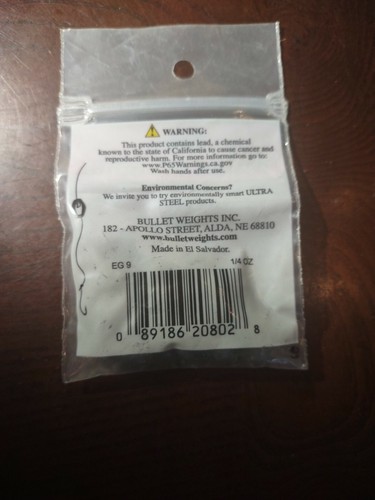 ⚠ WARNING:
This product contains lead, a chemical
known to the state of California to cause cancer and
reproductive harm. For more information go to:
www.P65Warnings.ca.gov
Wash hands after use.
Environmental Concerns?
We invite you to try environmentally smart ULTRA
STEEL products.
BULLET WEIGHTS INC.
182 - APOLLO STREET, ALDA, NE 68810
www.bulletweights.com
Made in El Salvador.
EG 9 1/4 OZ
0 89186 20802 8